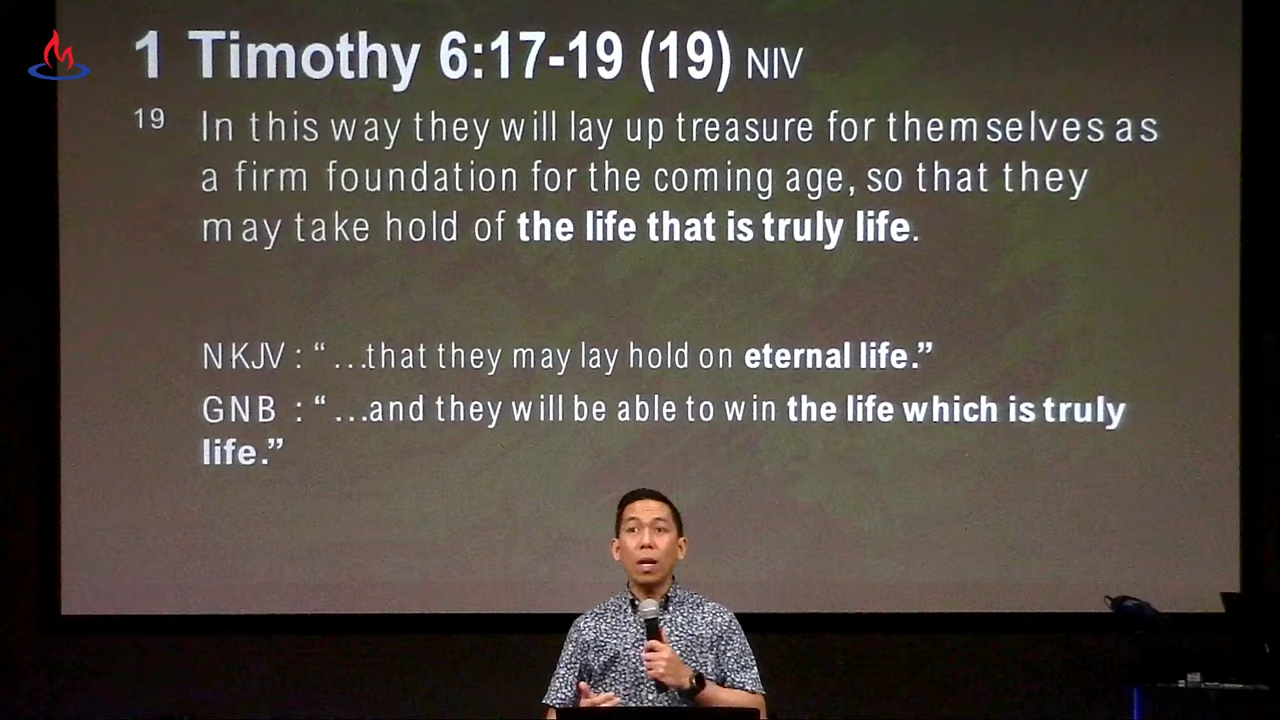 1 Timothy 6:17-19 (19) NIV
19 In this way they will lay up treasure for themselves as
a firm foundation for the coming age, so that they
may take hold of the life that is truly life.
NKJV : “ …that they may lay hold on eternal life.”
GNB : “ …and they will be able to win the life which is truly
life.”